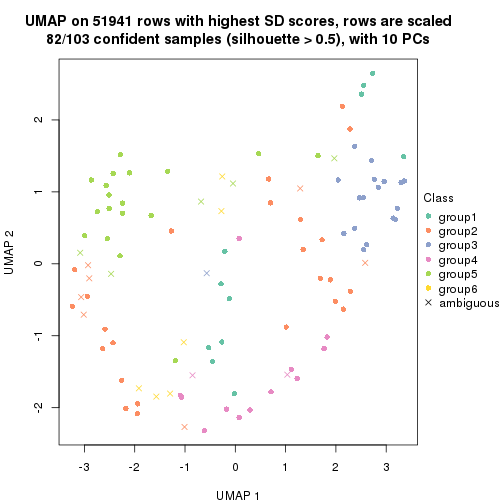 UMAP on 51941 rows with highest SD scores, rows are scaled
82/103 confident samples (silhouette > 0.5), with 10 PCs
2
1
0
-1
-2
UMAP 2
-3
-2
-1
0
1
2
3
UMAP 1
Class
group1
group2
group3
group4
group5
group6
ambiguous